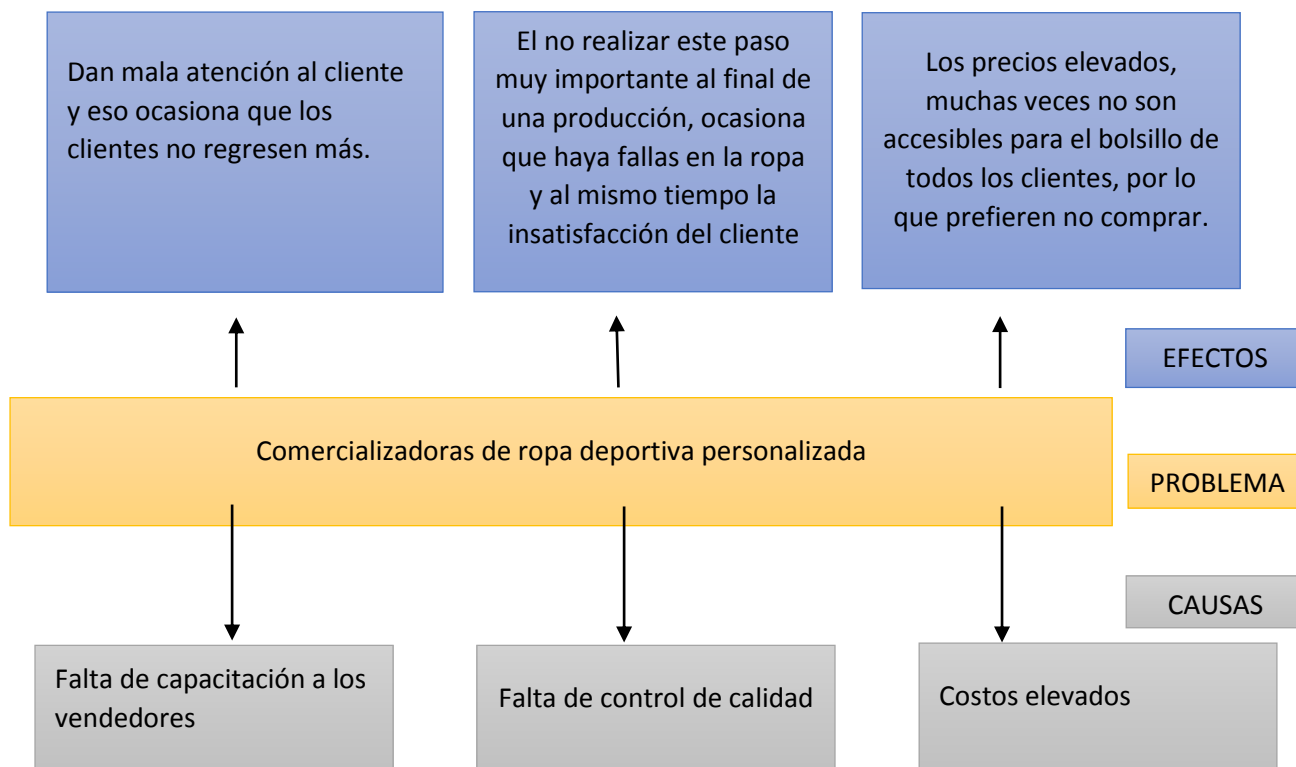 Dan mala atención al cliente
y eso ocasiona que los
clientes no regresen más.
El no realizar este paso
muy importante al final de
una producción, ocasiona
que haya fallas en la ropa
y al mismo tiempo la
insatisfacción del cliente
Los precios elevados,
muchas veces no son
accesibles para el bolsillo de
todos los clientes, por lo
que prefieren no comprar.
EFECTOS
Comercializadoras de ropa deportiva personalizada
PROBLEMA
CAUSAS
Falta de capacitación a los
vendedores
Falta de control de calidad
Costos elevados